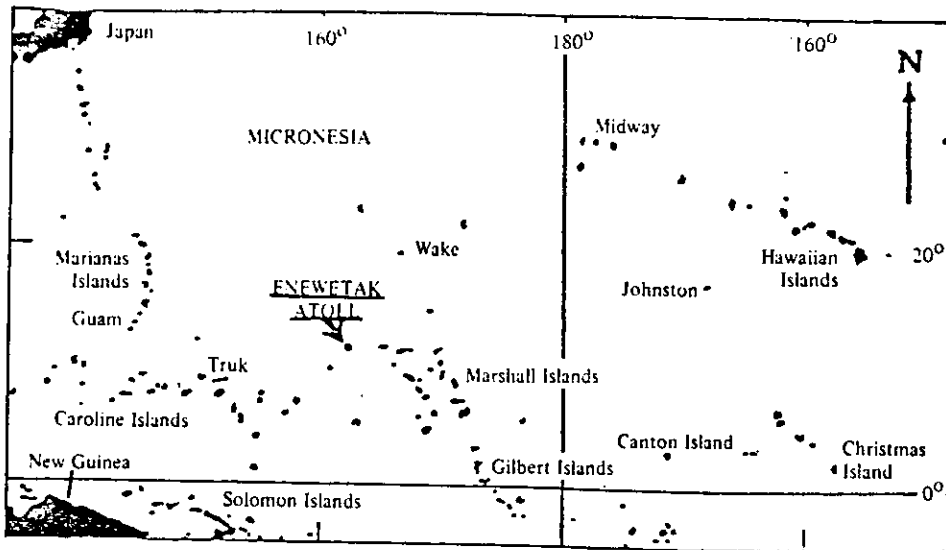 Japan
160°
180°
160°
N
MICRONESIA
Midway
Marianas
Islands
Wake
Hawaiian
Islands
20°
ENEWETAK
ATOLL
Johnston
Guam
Truk
Marshall Islands
Caroline Islands
Canton Island
Christmas
Island
New Guinea
Gilbert Islands
Solomon Islands
0°